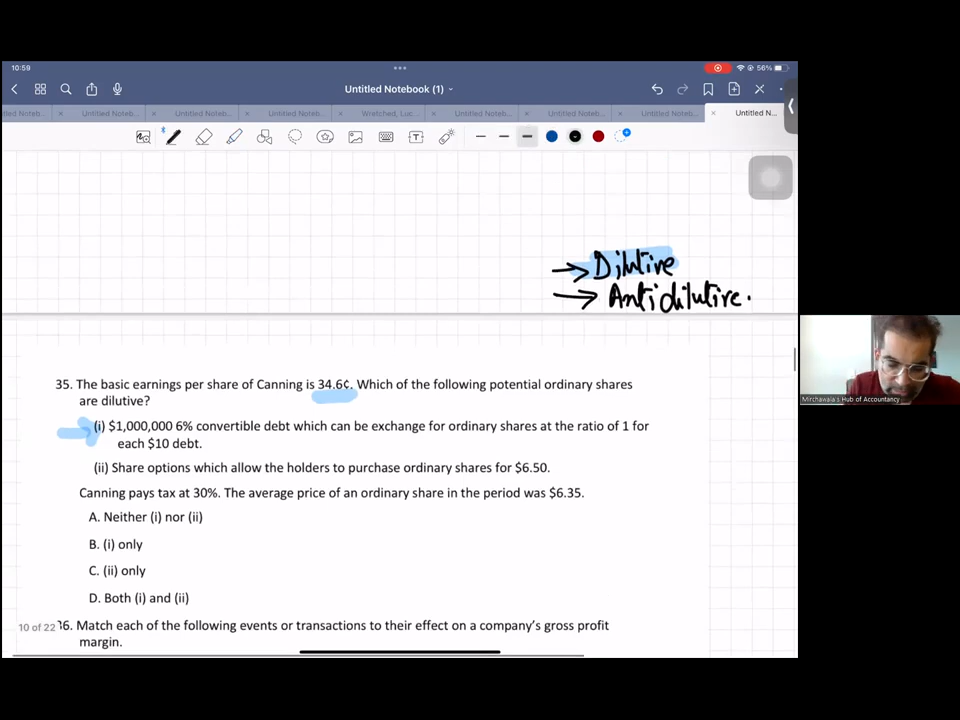 10:59
56%
Untitled Notebook (1)
tled Noteb...
Untitled Noteb...
Untitled Noteb...
Untitled Noteb...
Wretched, Luc...
Untitled Noteb...
Untitled Noteb...
Untitled Noteb...
Untitled N...
→ Dilutive
→ Antidilutive.
35. The basic earnings per share of Canning is 34.6¢. Which of the following potential ordinary shares
are dilutive?
(i) $1,000,000 6% convertible debt which can be exchange for ordinary shares at the ratio of 1 for
each $10 debt.
(ii) Share options which allow the holders to purchase ordinary shares for $6.50.
Canning pays tax at 30%. The average price of an ordinary share in the period was $6.35.
A. Neither (i) nor (ii)
B. (i) only
C. (ii) only
D. Both (i) and (ii)
10 of 22
36. Match each of the following events or transactions to their effect on a company's gross profit
margin.
Mirchawala's Hub of Accountancy